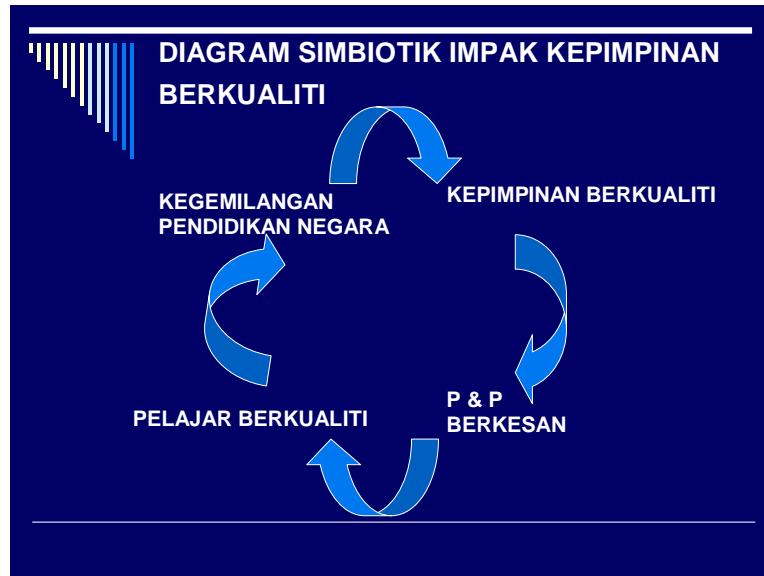 DIAGRAM SIMBIOTIK IMPAK KEPIMPINAN
BERKUALITI
KEGEMILANGAN
PENDIDIKAN NEGARA
KEPIMPINAN BERKUALITI
PELAJAR BERKUALITI
P & P
BERKESAN